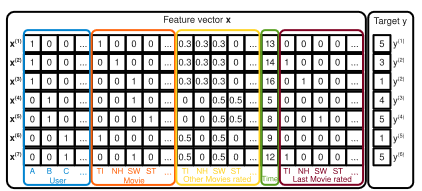 Feature vector x Target y
x(1) 1 0 0 ... 1 0 0 0 ... 0.3 0.3 0.3 0 ... 13 0 0 0 0 ... 5 y(1)
x(2) 1 0 0 ... 0 1 0 0 ... 0.3 0.3 0.3 0 ... 14 1 0 0 0 ... 3 y(2)
x(3) 1 0 0 ... 0 0 1 0 ... 0.3 0.3 0.3 0 ... 16 0 1 0 0 ... 1 y(2)
x(4) 0 1 0 ... 0 0 1 0 ... 0 0 0.5 0.5 ... 5 0 0 0 0 ... 4 y(3)
x(5) 0 1 0 ... 0 0 0 1 ... 0 0 0.5 0.5 ... 8 0 0 1 0 ... 5 y(4)
x(6) 0 0 1 ... 1 0 0 0 ... 0.5 0 0.5 0 ... 9 0 0 0 0 ... 1 y(5)
x(7) 0 0 1 ... 0 0 1 0 ... 0.5 0 0.5 0 ... 12 1 0 0 0 ... 5 y(6)
A B C ... TI NH SW ST ... TI NH SW ST ... Time TI NH SW ST ...
User Movie Other Movies rated Last Movie rated